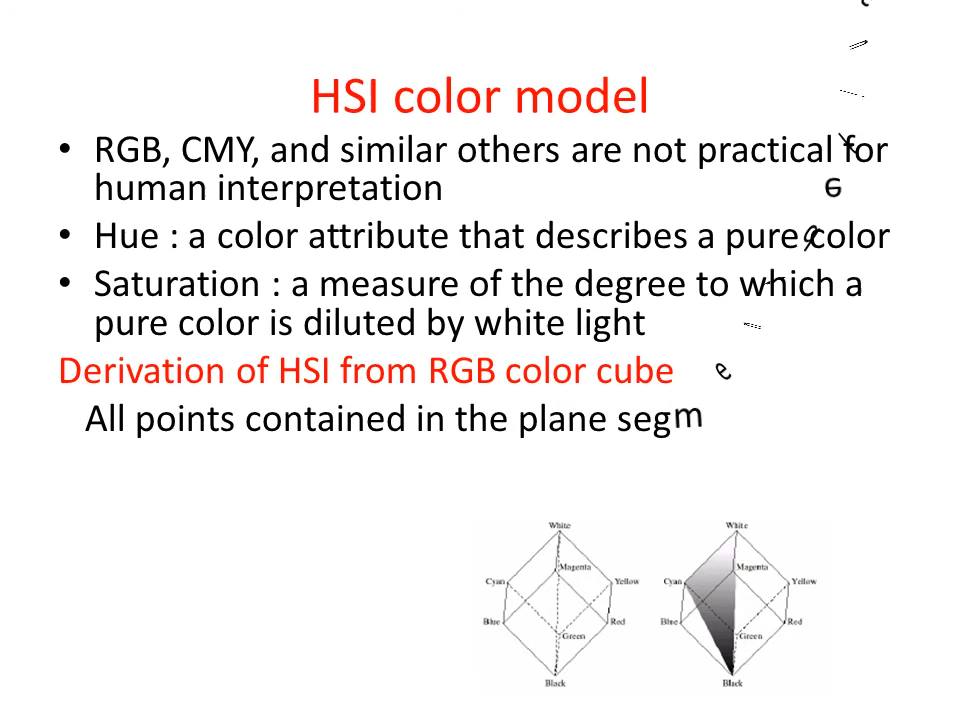 HSI color model
• RGB, CMY, and similar others are not practical for
human interpretation
• Hue : a color attribute that describes a pure color
• Saturation : a measure of the degree to which a
pure color is diluted by white light
Derivation of HSI from RGB color cube
All points contained in the plane segm
White White
Magenta Magenta
Cyan Yellow Cyan Yellow
Blue Red Blue Red
Green Green
Black Black